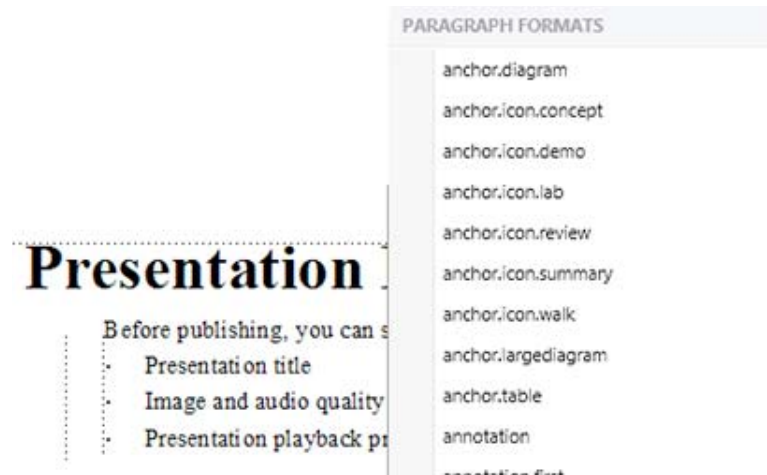 PARAGRAPH FORMATS
anchor.diagram
anchor.icon.concept
anchor.icon.demo
anchor.icon.lab
anchor.icon.review
anchor.icon.summary
anchor.icon.walk
anchor.largediagram
anchor.table
annotation
annotation.first
Presentation
Before publishing, you can s
· Presentation title
· Image and audio quality
· Presentation playback pr